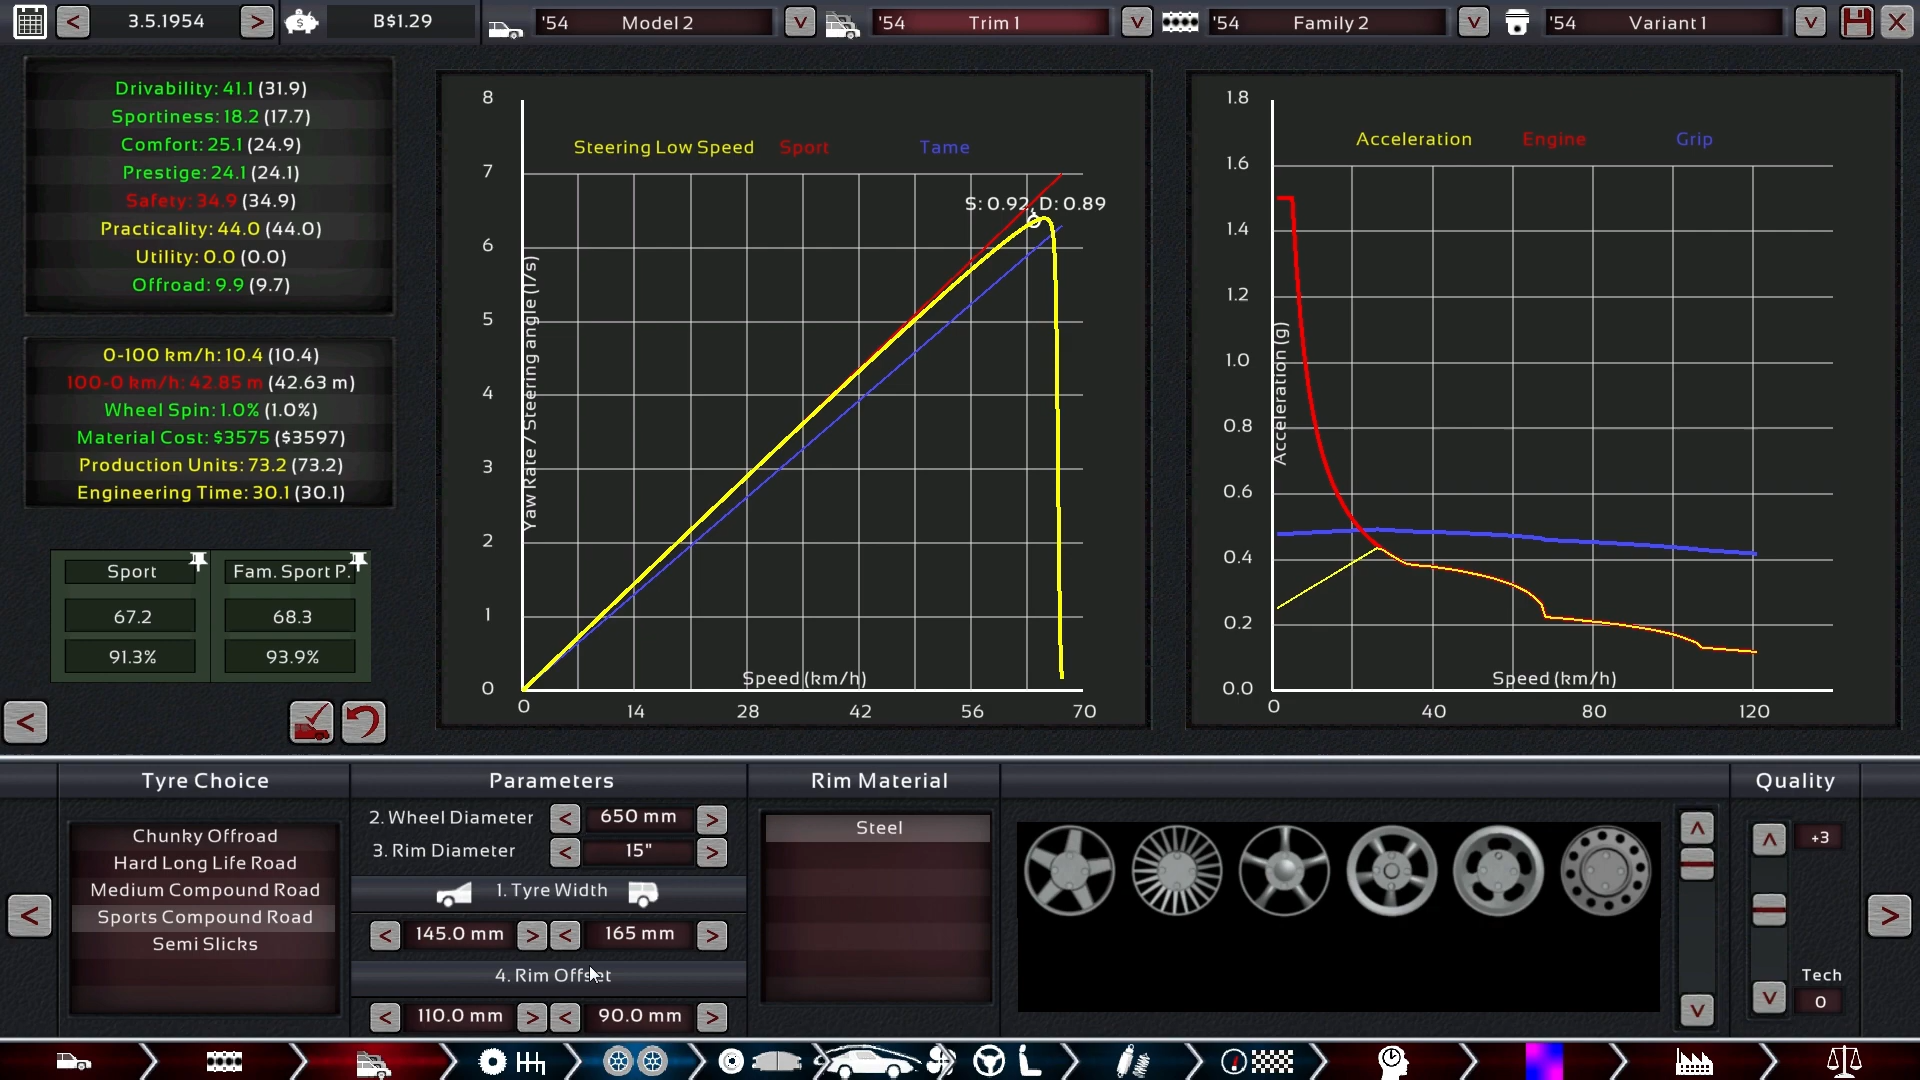 3.5.1954 B$1.29 '54 Model 2 '54 Trim 1 '54 Family 2 '54 Variant 1
Drivability: 41.1 (31.9)
Sportiness: 18.2 (17.7)
Comfort: 25.1 (24.9)
Prestige: 24.1 (24.1)
Safety: 34.9 (34.9)
Practicality: 44.0 (44.0)
Utility: 0.0 (0.0)
Offroad: 9.9 (9.7)
0-100 km/h: 10.4 (10.4)
100-0 km/h: 42.85 m (42.63 m)
Wheel Spin: 1.0% (1.0%)
Material Cost: $3575 ($3597)
Production Units: 73.2 (73.2)
Engineering Time: 30.1 (30.1)
Sport Fam. Sport P.
67.2 68.3
91.3% 93.9%
Steering Low Speed Sport Tame
S: 0.92, D: 0.89
8
7
6
5
4
3
2
1
0
Yaw Rate / Steering angle (1/s)
Speed (km/h)
0 14 28 42 56 70
Acceleration Engine Grip
1.8
1.6
1.4
1.2
1.0
0.8
0.6
0.4
0.2
0.0
Acceleration (g)
Speed (km/h)
0 40 80 120
Tyre Choice
Chunky Offroad
Hard Long Life Road
Medium Compound Road
Sports Compound Road
Semi Slicks
Parameters
2. Wheel Diameter 650 mm
3. Rim Diameter 15"
1. Tyre Width
145.0 mm 165 mm
4. Rim Offset
110.0 mm 90.0 mm
Rim Material
Steel
Quality
+3
Tech
0